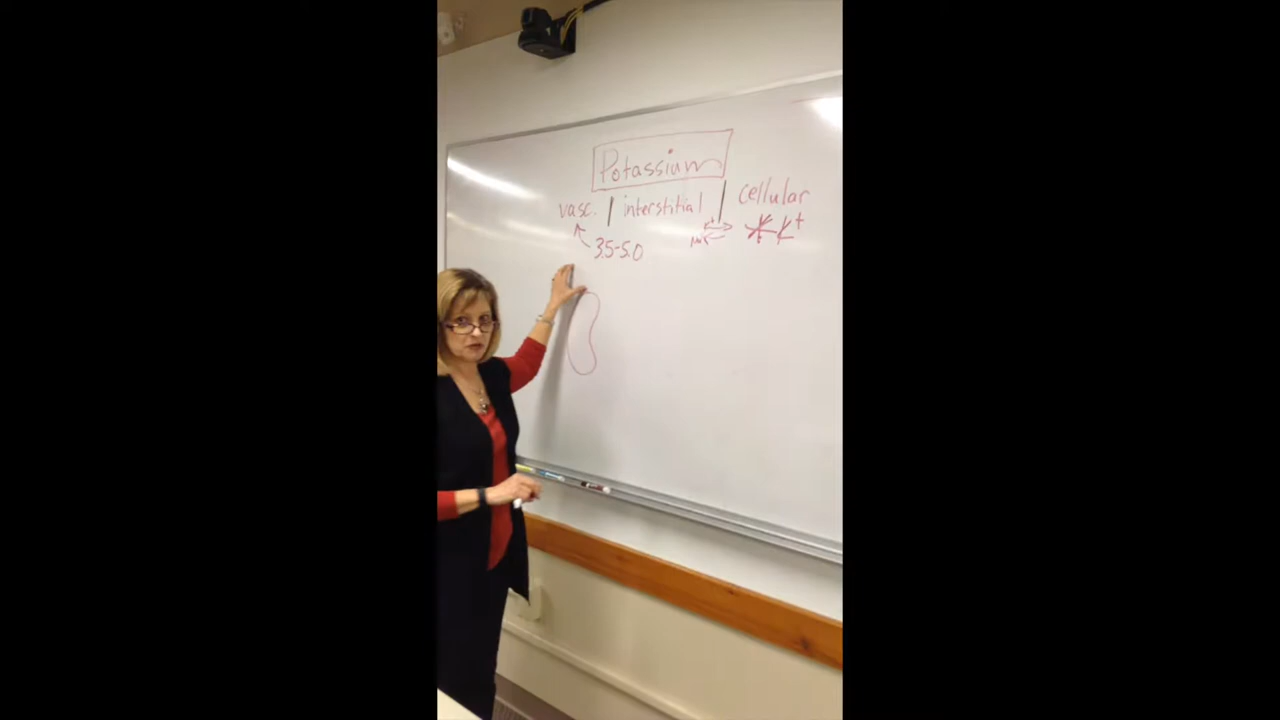 Potassium
vasc. | interstitial | cellular
K+
3.5-5.0